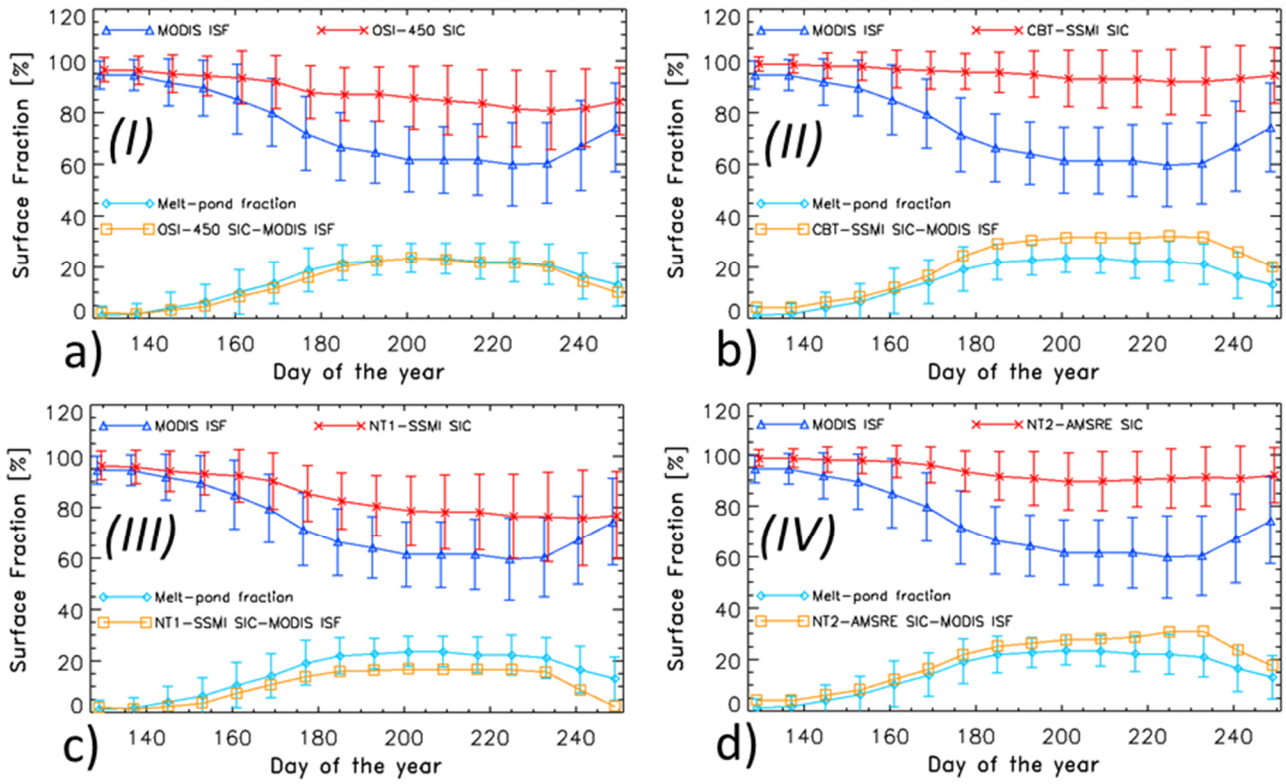 MODIS ISF OSI-450 SIC
120
100
80
60
40
20
0
Surface Fraction [%]
(I)
Melt-pond fraction
OSI-450 SIC-MODIS ISF
140 160 180 200 220 240
Day of the year
a)
MODIS ISF CBT-SSMI SIC
120
100
80
60
40
20
0
Surface Fraction [%]
(II)
Melt-pond fraction
CBT-SSMI SIC-MODIS ISF
140 160 180 200 220 240
Day of the year
b)
MODIS ISF NT1-SSMI SIC
120
100
80
60
40
20
0
Surface Fraction [%]
(III)
Melt-pond fraction
NT1-SSMI SIC-MODIS ISF
140 160 180 200 220 240
Day of the year
c)
MODIS ISF NT2-AMSRE SIC
120
100
80
60
40
20
0
Surface Fraction [%]
(IV)
Melt-pond fraction
NT2-AMSRE SIC-MODIS ISF
140 160 180 200 220 240
Day of the year
d)